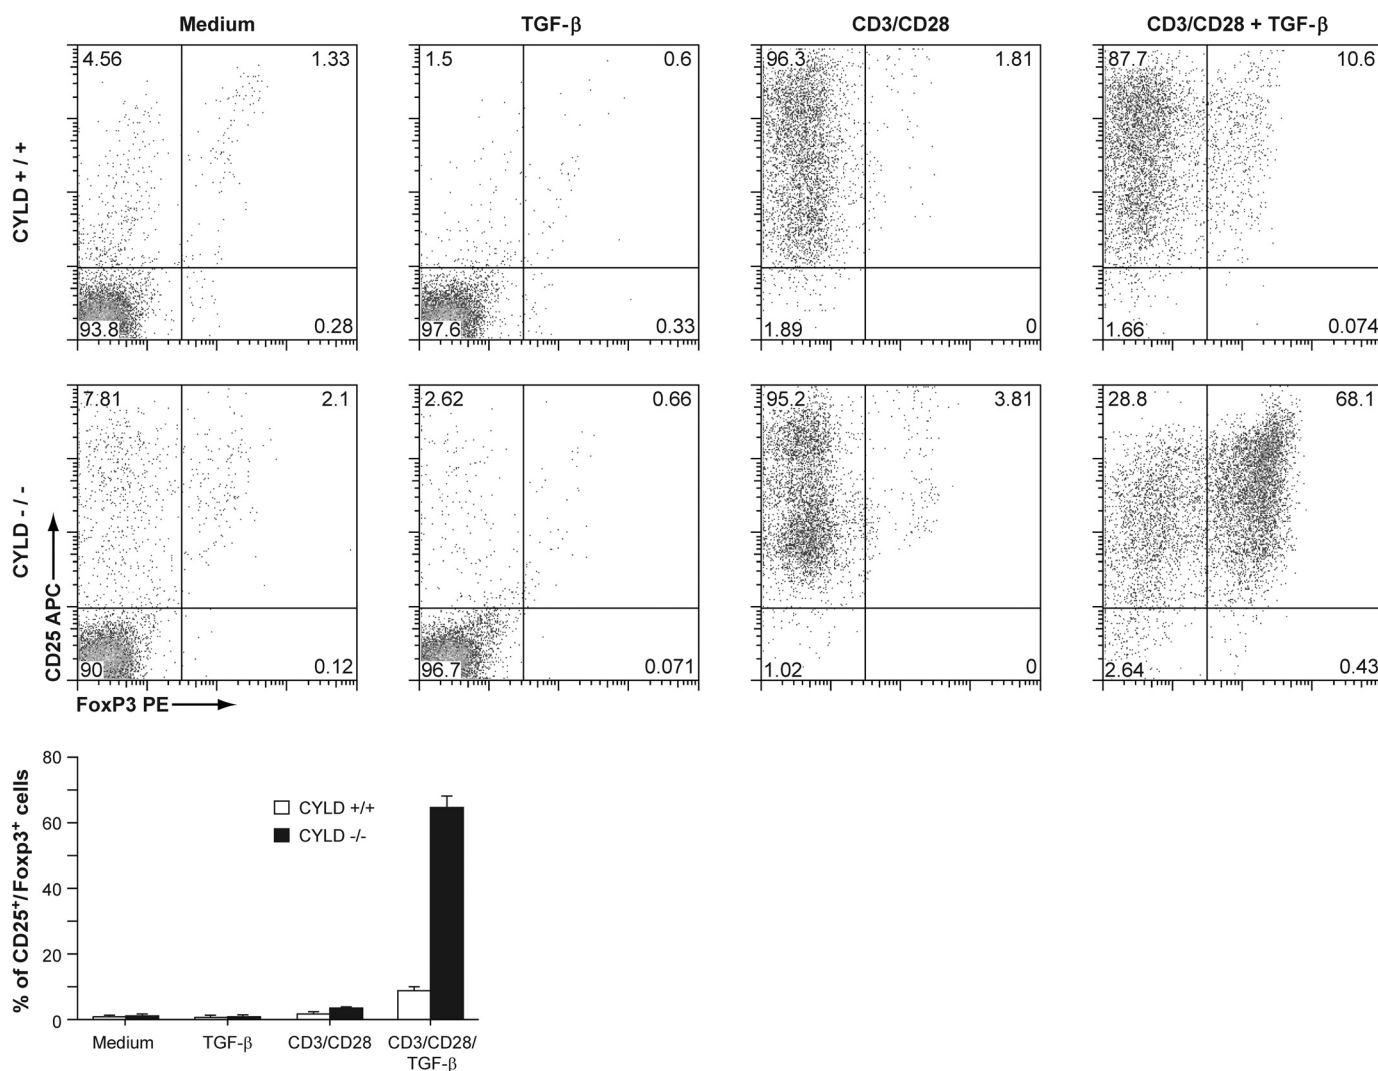 Medium TGF-β CD3/CD28 CD3/CD28 + TGF-β
CYLD + / +
4.56 1.33 1.5 0.6 96.3 1.81 87.7 10.6
93.8 0.28 97.6 0.33 1.89 0 1.66 0.074
CYLD - / -
7.81 2.1 2.62 0.66 95.2 3.81 28.8 68.1
90 0.12 96.7 0.071 1.02 0 2.64 0.43
CD25 APC
FoxP3 PE
% of CD25+/Foxp3+ cells
80
60
40
20
0
CYLD +/+
CYLD -/-
Medium TGF-β CD3/CD28 CD3/CD28/
TGF-β